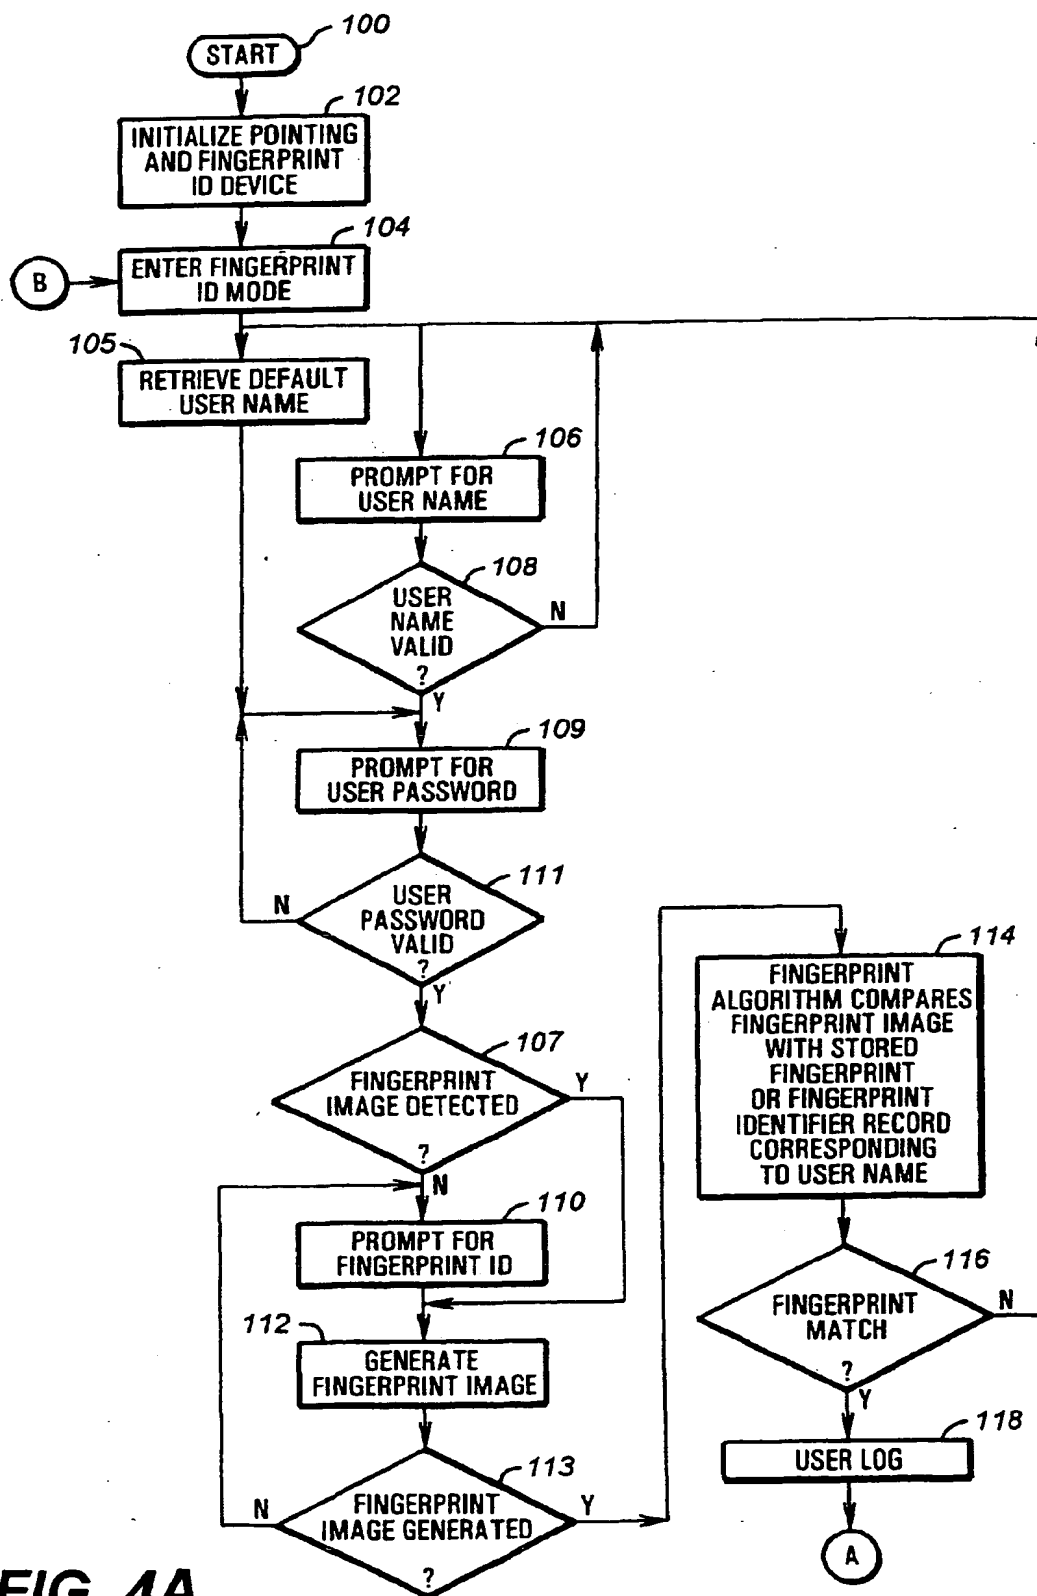 100
START
102
INITIALIZE POINTING
AND FINGERPRINT
ID DEVICE
104
B
ENTER FINGERPRINT
ID MODE
105
RETRIEVE DEFAULT
USER NAME
106
PROMPT FOR
USER NAME
108
USER
NAME
VALID
?
N
Y
109
PROMPT FOR
USER PASSWORD
111
USER
PASSWORD
VALID
?
N
Y
107
FINGERPRINT
IMAGE DETECTED
?
Y
N
110
PROMPT FOR
FINGERPRINT ID
112
GENERATE
FINGERPRINT IMAGE
113
FINGERPRINT
IMAGE GENERATED
?
N
Y
114
FINGERPRINT
ALGORITHM COMPARES
FINGERPRINT IMAGE
WITH STORED
FINGERPRINT
OR FINGERPRINT
IDENTIFIER RECORD
CORRESPONDING
TO USER NAME
116
FINGERPRINT
MATCH
?
N
Y
118
USER LOG
A
FIG. 4A